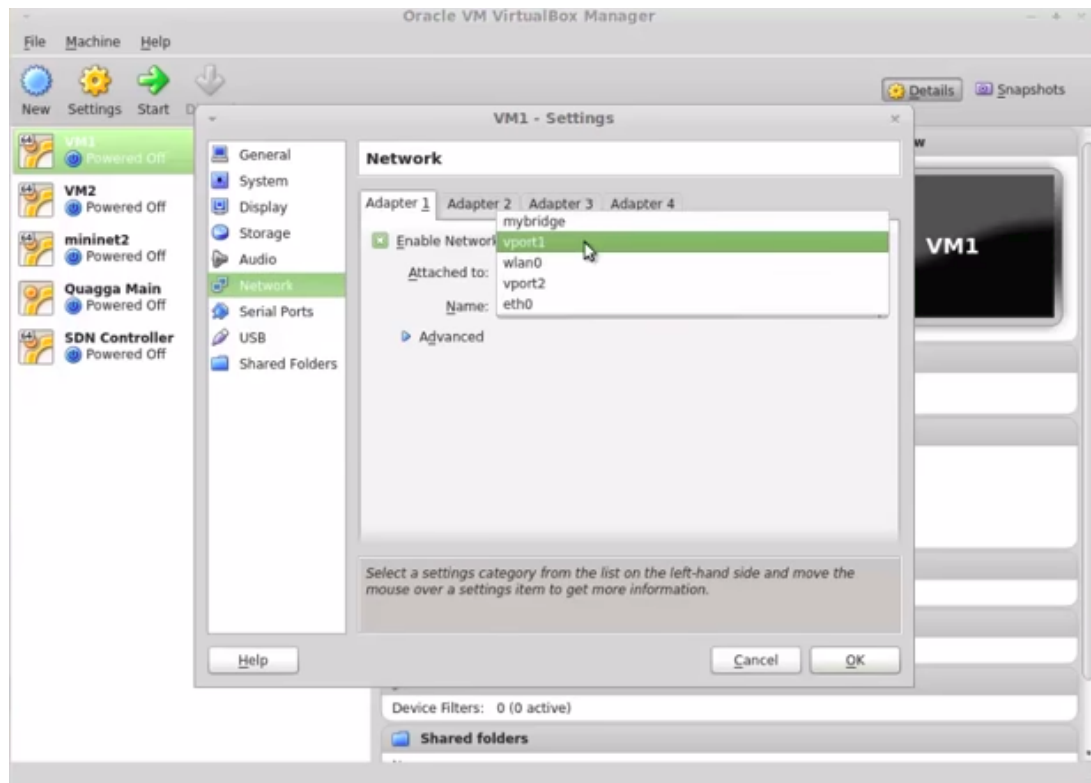 Oracle VM VirtualBox Manager
File Machine Help
New Settings Start
Details Snapshots
VM1 - Settings
VM1
Powered Off
VM2
Powered Off
mininet2
Powered Off
Quagga Main
Powered Off
SDN Controller
Powered Off
General
System
Display
Storage
Audio
Network
Serial Ports
USB
Shared Folders
Network
Adapter 1 Adapter 2 Adapter 3 Adapter 4
Enable Network
Attached to:
Name:
Advanced
mybridge
vport1
wlan0
vport2
eth0
VM1
Select a settings category from the list on the left-hand side and move the
mouse over a settings item to get more information.
Help Cancel OK
Device Filters: 0 (0 active)
Shared folders